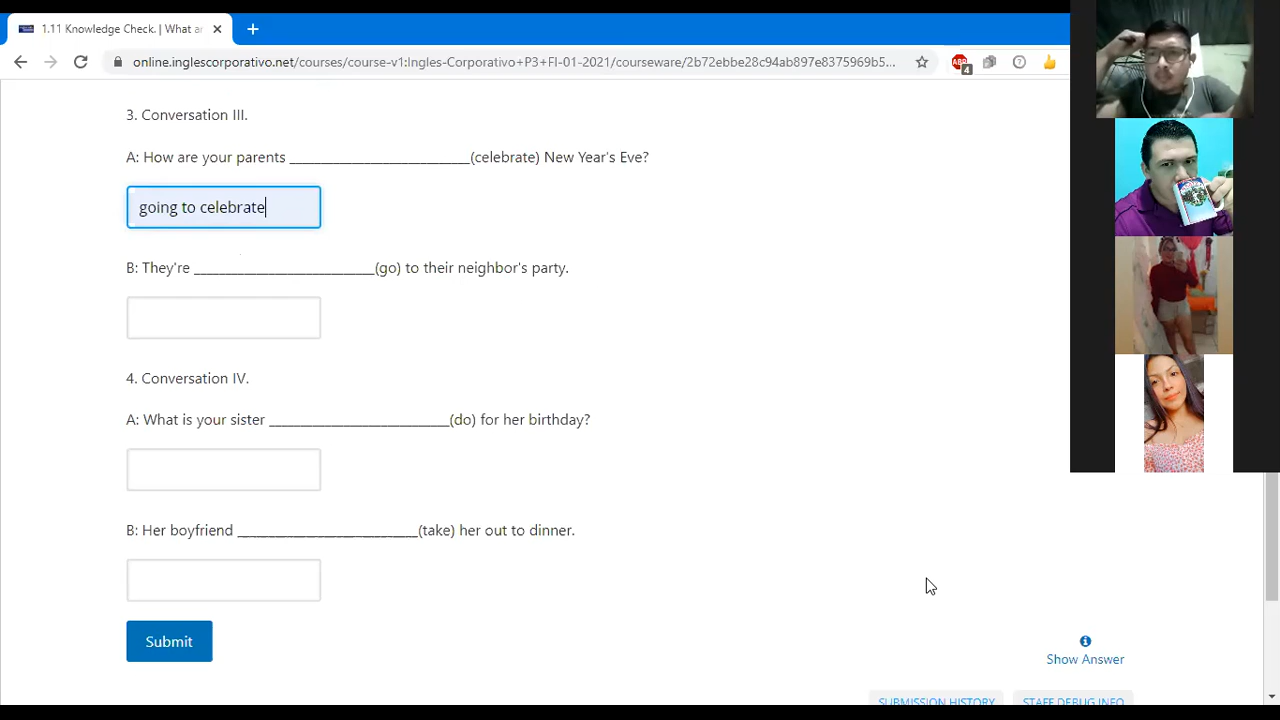 1.11 Knowledge Check. | What ar
online.inglescorporativo.net/courses/course-v1:Ingles-Corporativo+P3+FI-01-2021/courseware/2b72ebbe28c94ab897e8375969b5...
4
3. Conversation III.
A: How are your parents ________________________(celebrate) New Year's Eve?
going to celebrate
B: They're ________________________(go) to their neighbor's party.
4. Conversation IV.
A: What is your sister ________________________(do) for her birthday?
B: Her boyfriend ________________________(take) her out to dinner.
Submit
Show Answer
SUBMISSION HISTORY STAFF DEBUG INFO